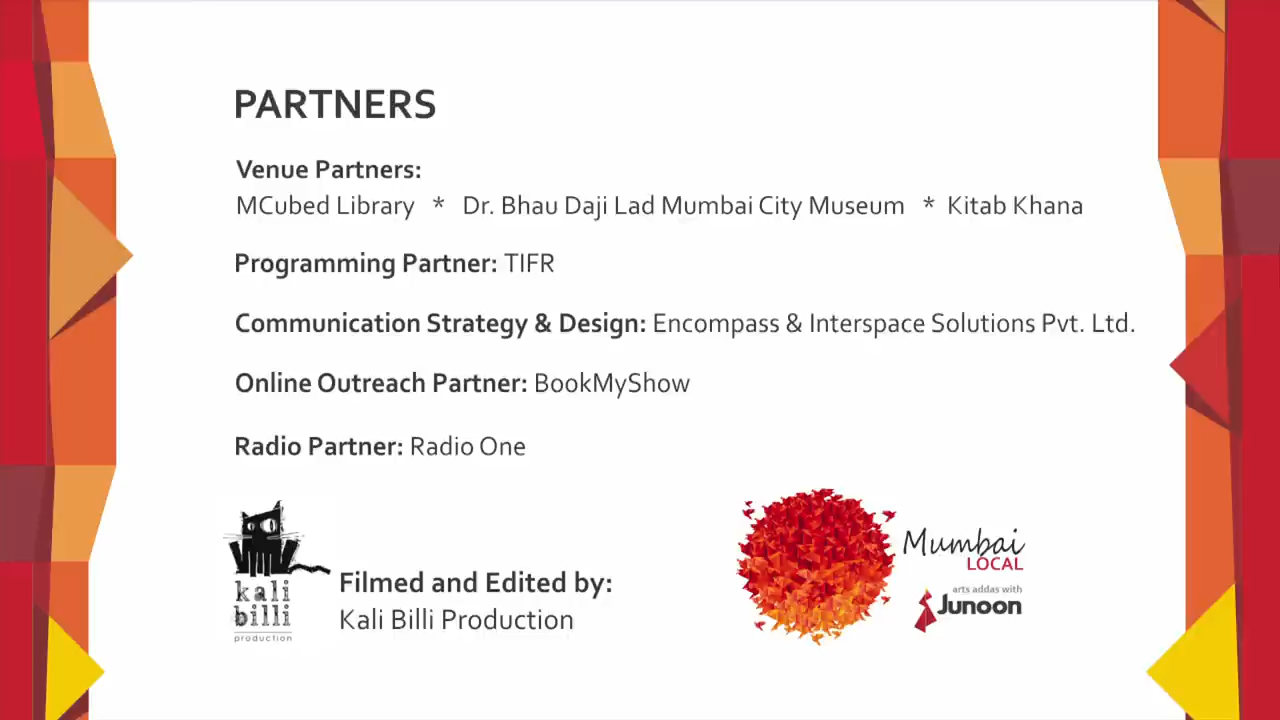 PARTNERS
Venue Partners:
MCubed Library * Dr. Bhau Daji Lad Mumbai City Museum * Kitab Khana
Programming Partner: TIFR
Communication Strategy & Design: Encompass & Interspace Solutions Pvt. Ltd.
Online Outreach Partner: BookMyShow
Radio Partner: Radio One
kali
billi
production
Filmed and Edited by:
Kali Billi Production
Mumbai
LOCAL
arts addas with
Junoon